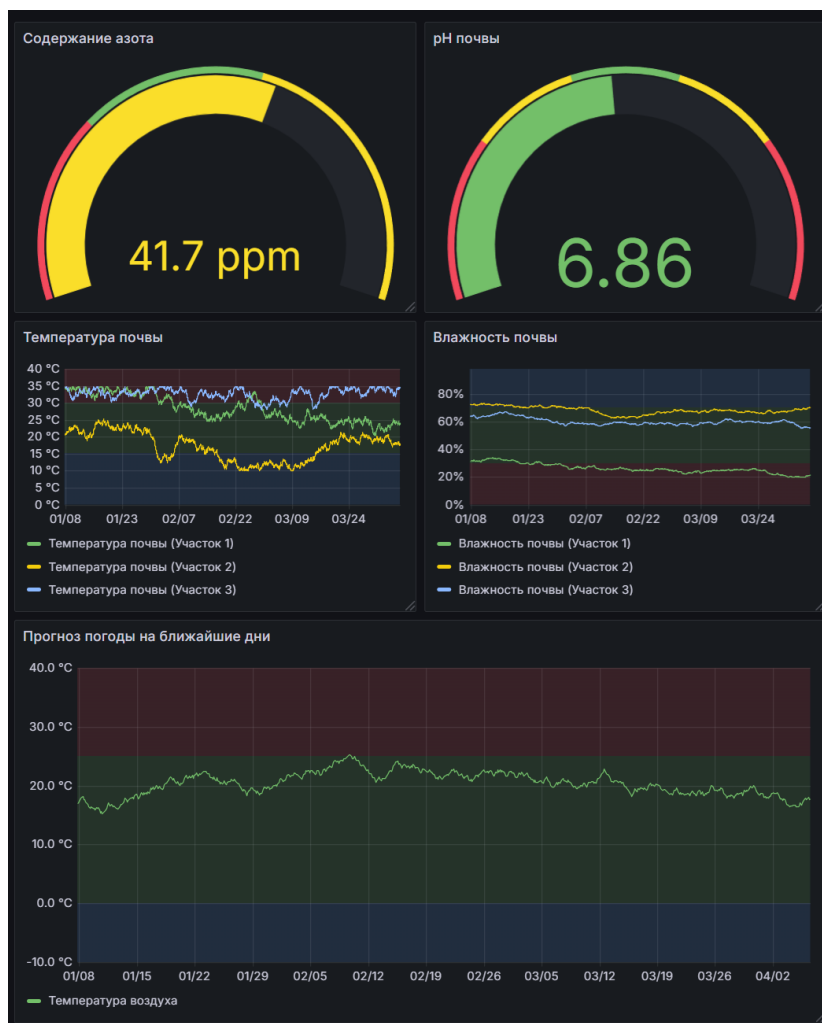 Содержание азота
pH почвы
41.7 ppm
6.86
Температура почвы
40 °C
35 °C
30 °C
25 °C
20 °C
15 °C
10 °C
5 °C
0 °C
01/08 01/23 02/07 02/22 03/09 03/24
Температура почвы (Участок 1)
Температура почвы (Участок 2)
Температура почвы (Участок 3)
Влажность почвы
80%
60%
40%
20%
0%
01/08 01/23 02/07 02/22 03/09 03/24
Влажность почвы (Участок 1)
Влажность почвы (Участок 2)
Влажность почвы (Участок 3)
Прогноз погоды на ближайшие дни
40.0 °C
30.0 °C
20.0 °C
10.0 °C
0.0 °C
-10.0 °C
01/08 01/15 01/22 01/29 02/05 02/12 02/19 02/26 03/05 03/12 03/19 03/26 04/02
Температура воздуха